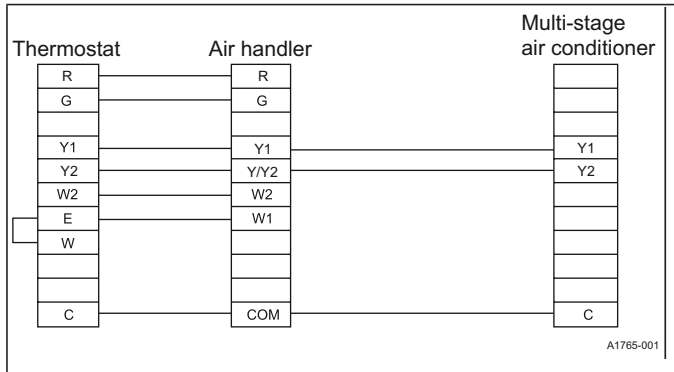 Multi-stage
Thermostat Air handler air conditioner
R R
G G
Y1 Y1 Y1
Y2 Y/Y2 Y2
W2 W2
E W1
W
C COM C
A1765-001